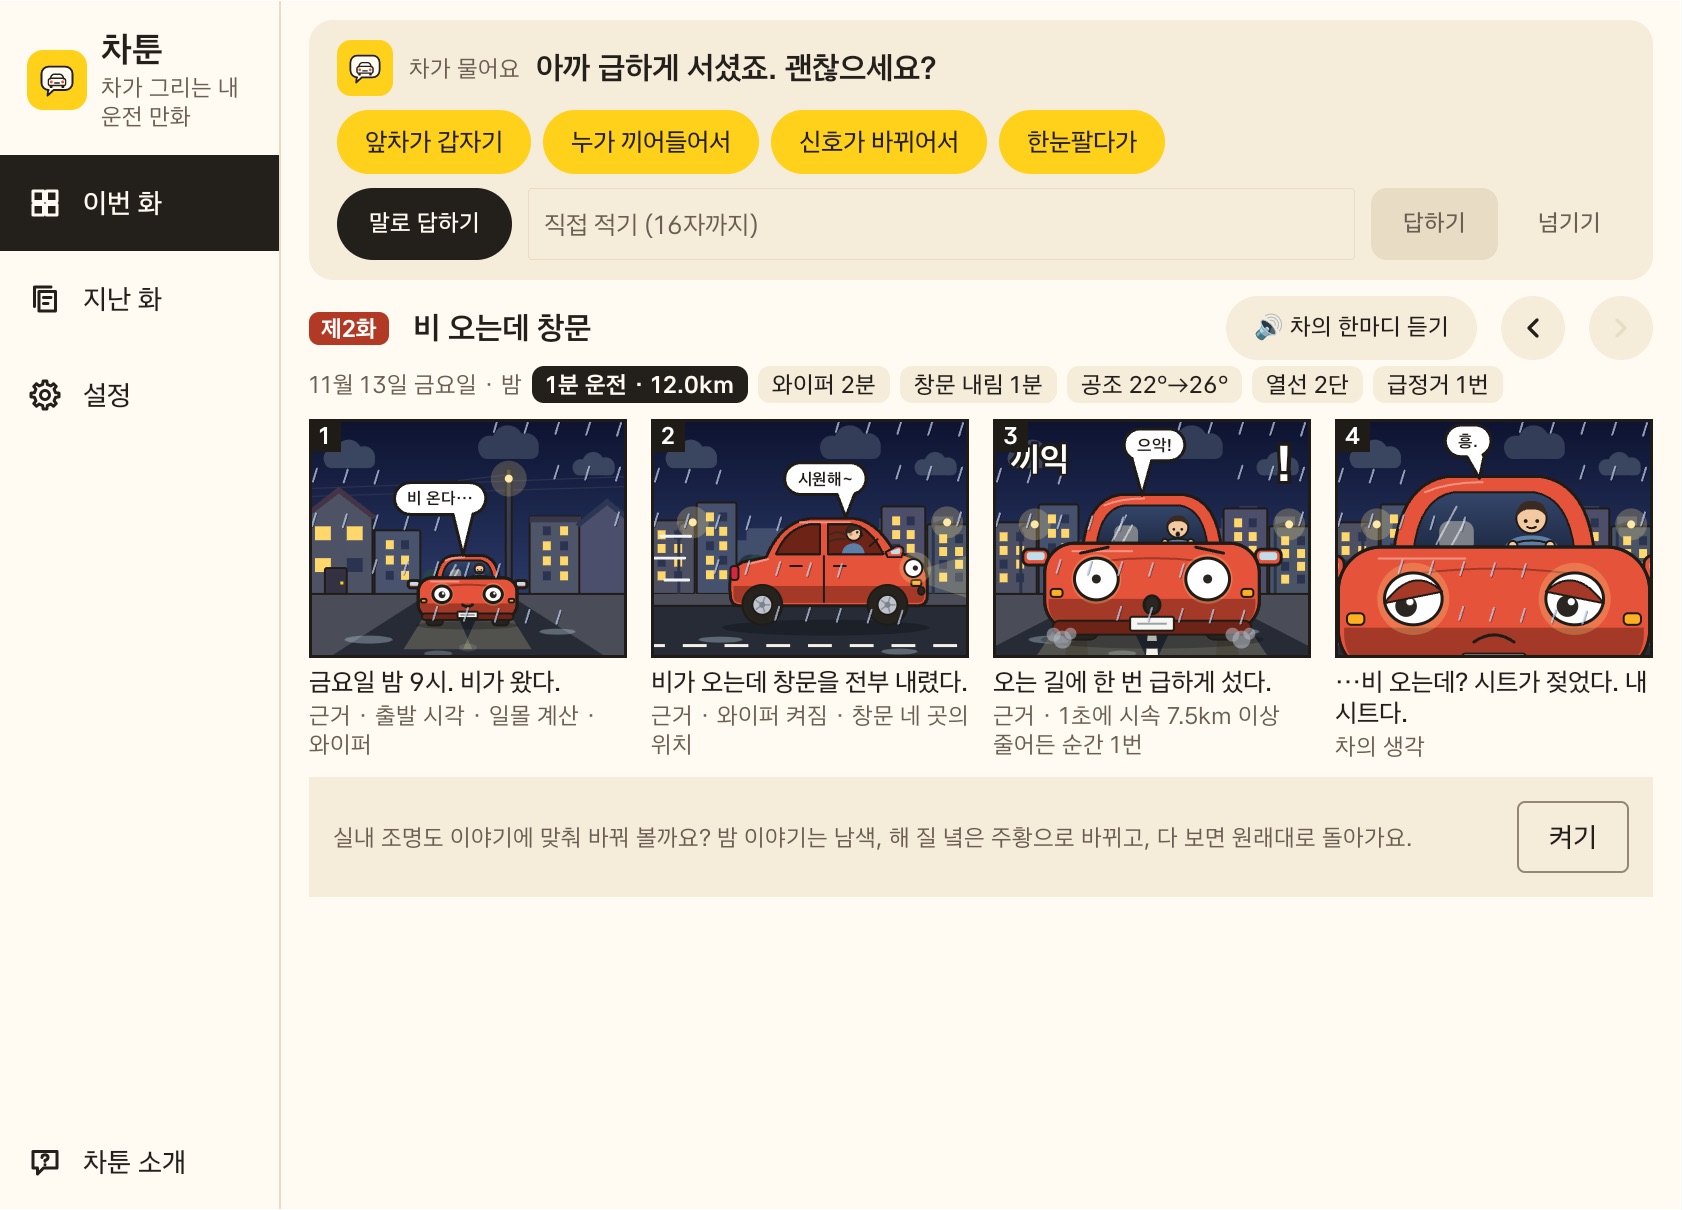 차툰
차가 그리는 내
운전 만화
이번 화
지난 화
설정
차툰 소개
차가 물어요 아까 급하게 서셨죠. 괜찮으세요?
앞차가 갑자기 누가 끼어들어서 신호가 바뀌어서 한눈팔다가
말로 답하기 직접 적기 (16자까지) 답하기 넘기기
제2화 비 오는데 창문 차의 한마디 듣기
11월 13일 금요일 · 밤 1분 운전 · 12.0km 와이퍼 2분 창문 내림 1분 공조 22°→26° 열선 2단 급정거 1번
1
비 온다…
금요일 밤 9시. 비가 왔다.
근거 · 출발 시각 · 일몰 계산 ·
와이퍼
2
시원해~
비가 오는데 창문을 전부 내렸다.
근거 · 와이퍼 켜짐 · 창문 네 곳의
위치
3
끼익
으악!
!
오는 길에 한 번 급하게 섰다.
근거 · 1초에 시속 7.5km 이상
줄어든 순간 1번
4
흥.
…비 오는데? 시트가 젖었다. 내
시트다.
차의 생각
실내 조명도 이야기에 맞춰 바꿔 볼까요? 밤 이야기는 남색, 해 질 녘은 주황으로 바뀌고, 다 보면 원래대로 돌아가요.
켜기